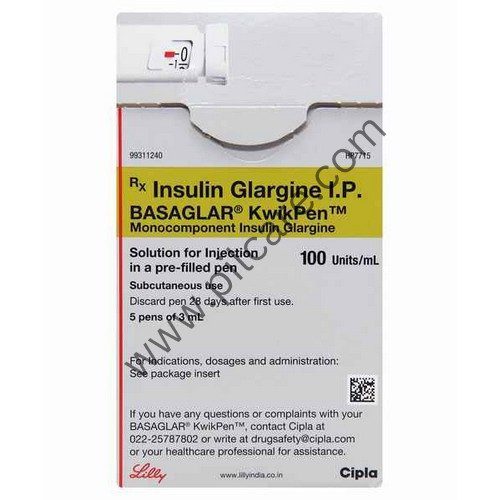 0
99311240
HP7715
Rx Insulin Glargine I.P.
BASAGLAR® KwikPen™
Monocomponent Insulin Glargine
Solution for Injection
in a pre-filled pen
100 Units/mL
Subcutaneous use
Discard pen 28 days after first use.
5 pens of 3 mL
For Indications, dosages and administration:
See package insert
If you have any questions or complaints with your
BASAGLAR® KwikPen™, contact Cipla at
022-25787802 or write at drugsafety@cipla.com
or your healthcare professional for assistance.
Lilly
www.lillyindia.co.in
Cipla
www.pitcare.com